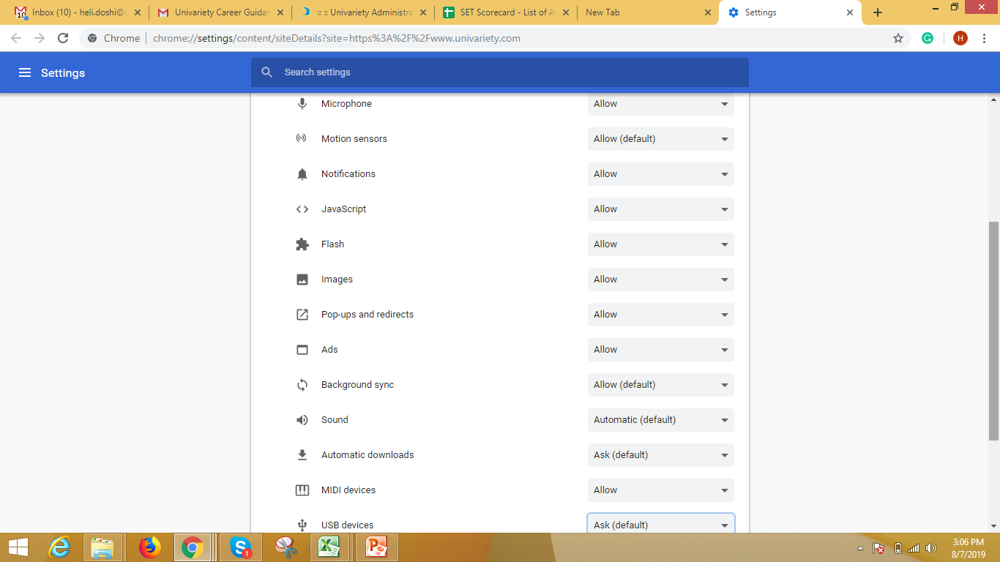 10
Inbox (10) - heli.doshi@
Univariety Career Guidan
:: :: Univariety Administra
SET Scorecard - List of A
New Tab
Settings
Chrome
chrome://settings/content/siteDetails?site=https%3A%2F%2Fwww.univariety.com
H
Settings
Search settings
Microphone Allow
Motion sensors Allow (default)
Notifications Allow
JavaScript Allow
Flash Allow
Images Allow
Pop-ups and redirects Allow
Ads Allow
Background sync Allow (default)
Sound Automatic (default)
Automatic downloads Ask (default)
MIDI devices Allow
USB devices Ask (default)
1
3:06 PM
8/7/2019